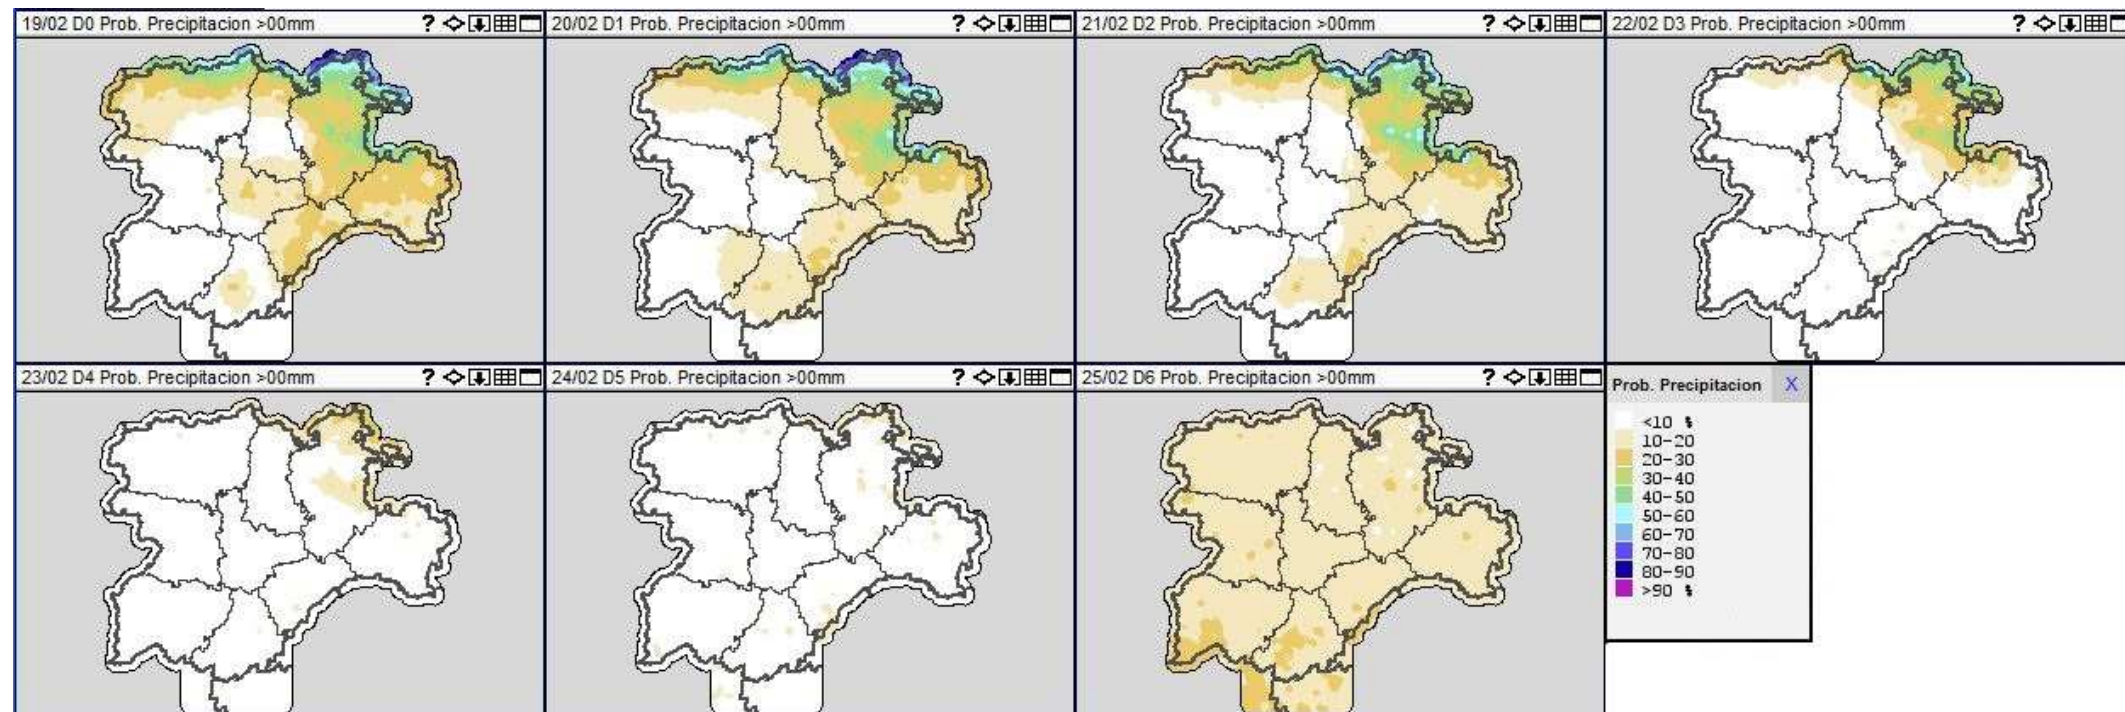 19/02 D0 Prob. Precipitacion >00mm ?
20/02 D1 Prob. Precipitacion >00mm ?
21/02 D2 Prob. Precipitacion >00mm ?
22/02 D3 Prob. Precipitacion >00mm ?
23/02 D4 Prob. Precipitacion >00mm ?
24/02 D5 Prob. Precipitacion >00mm ?
25/02 D6 Prob. Precipitacion >00mm ?
Prob. Precipitacion X
<10 %
10-20
20-30
30-40
40-50
50-60
60-70
70-80
80-90
>90 %